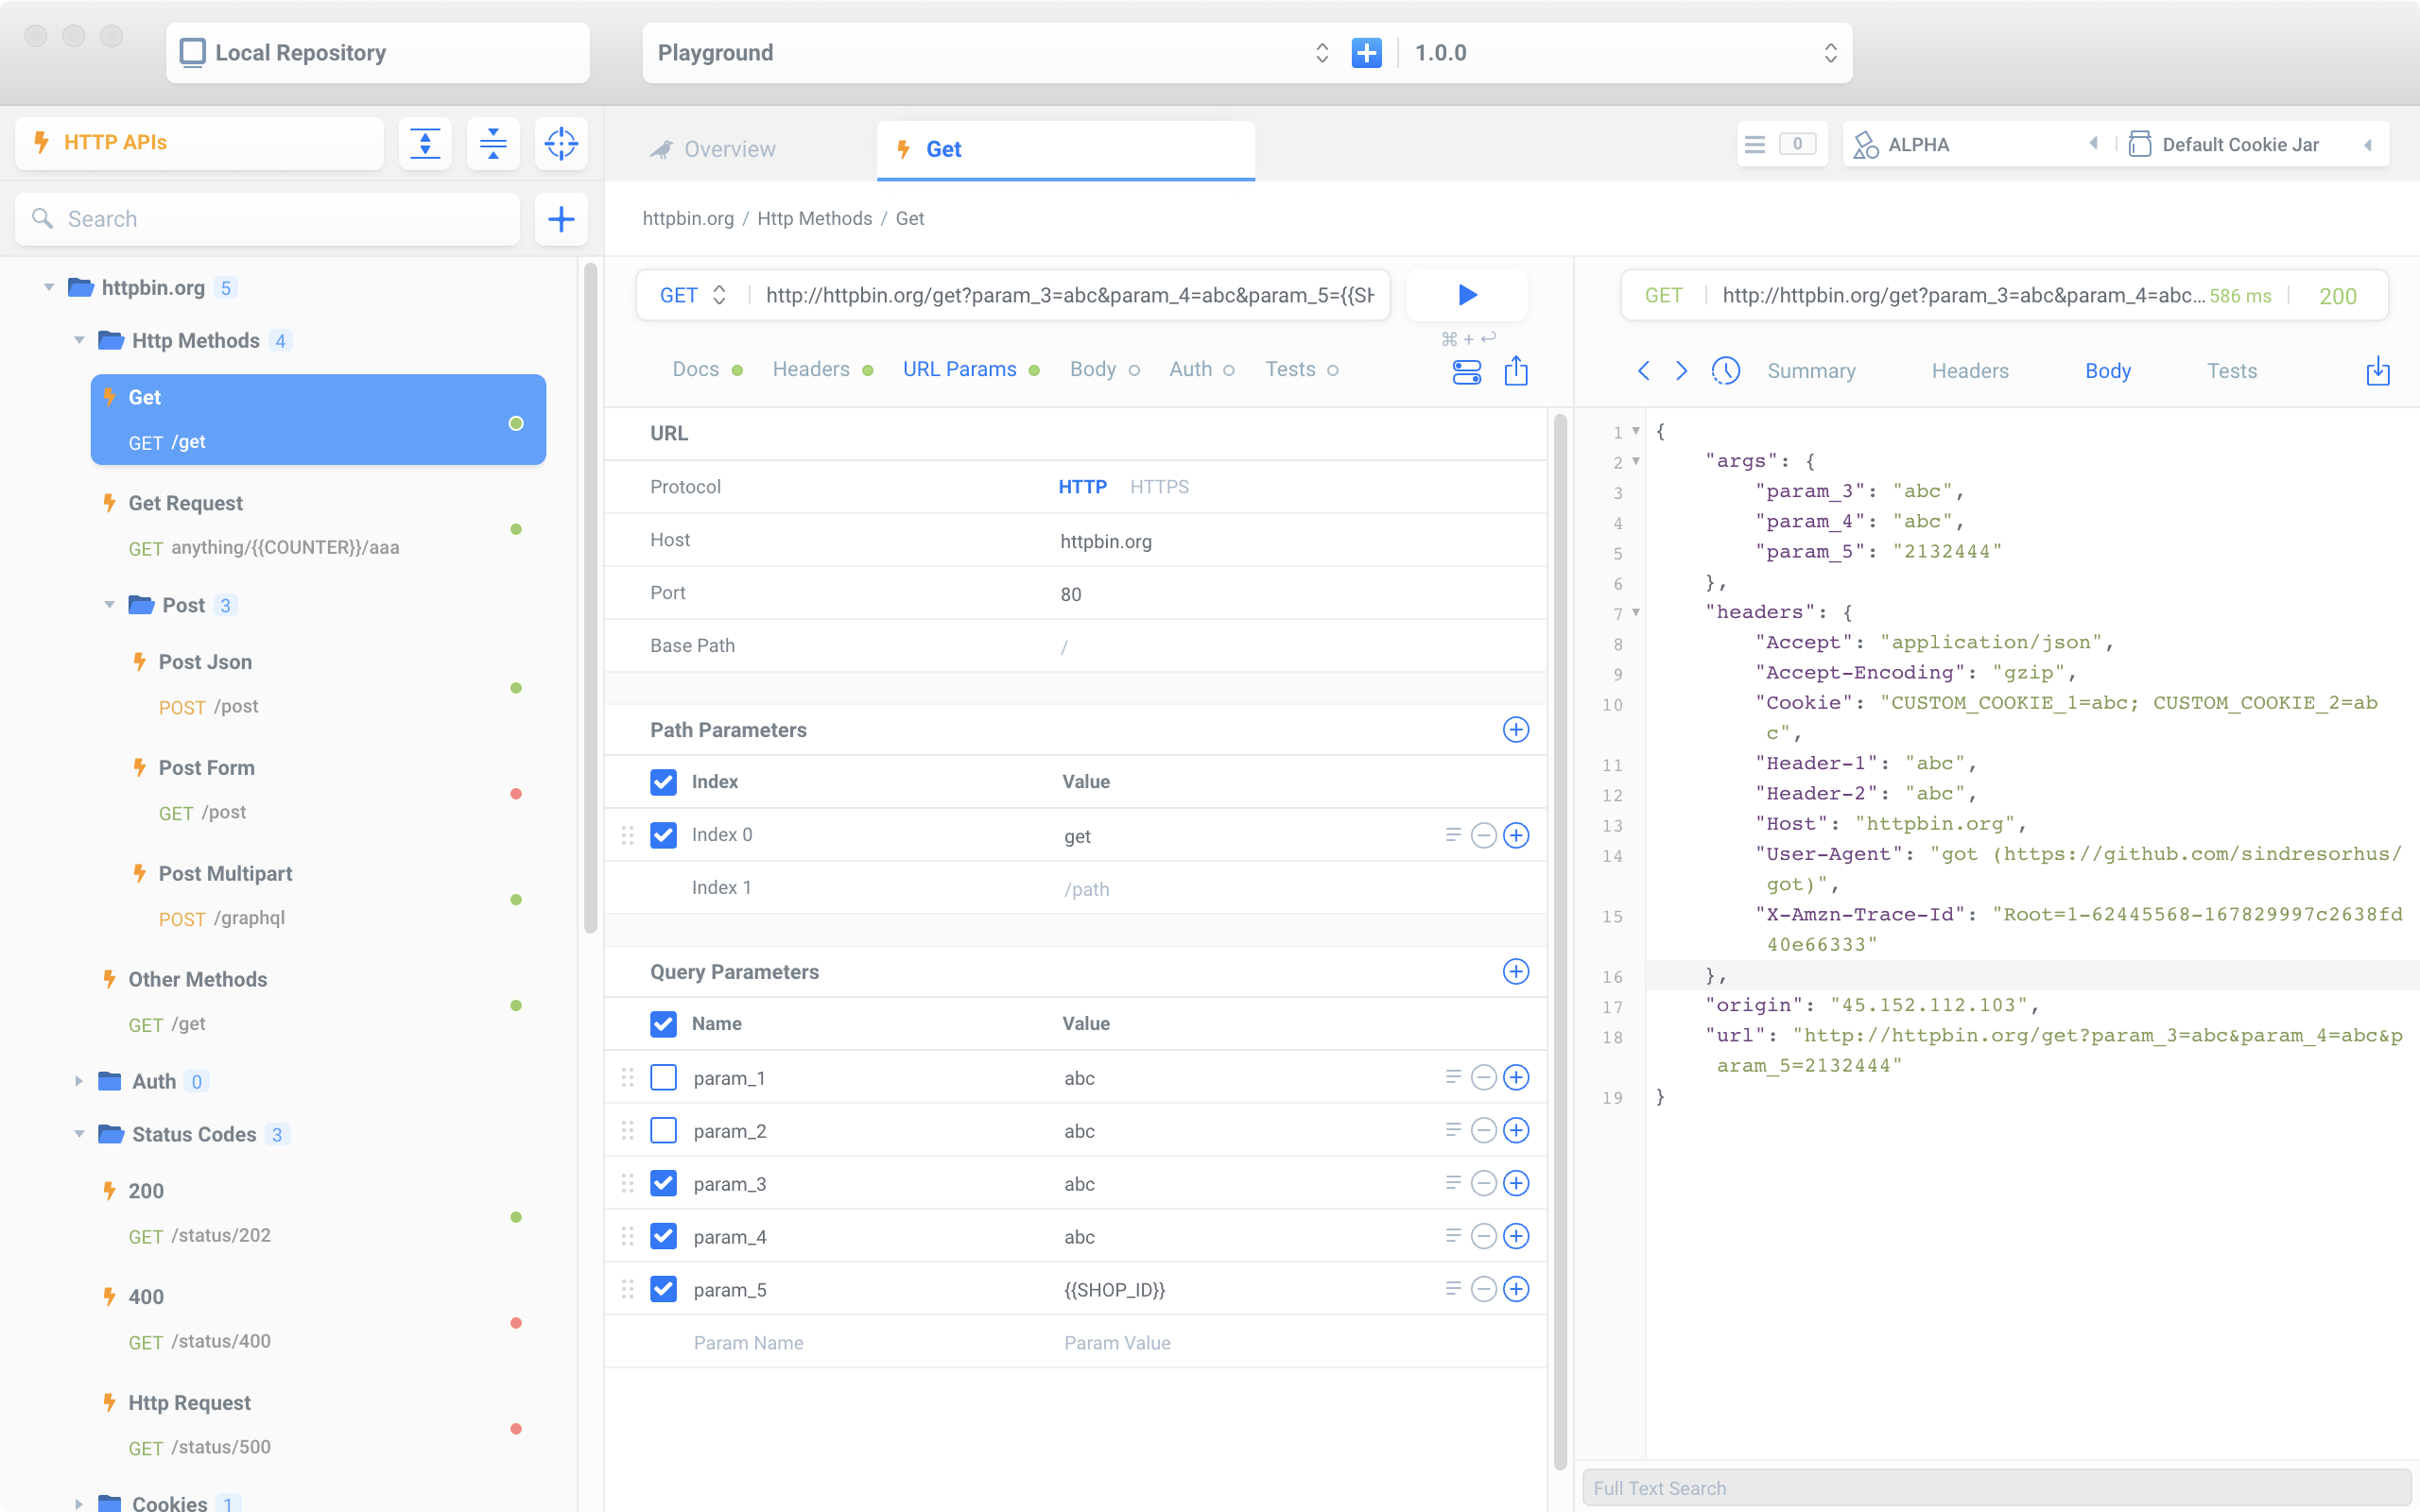 Local Repository
Playground
1.0.0
HTTP APIs
Overview
Get
0
ALPHA
Default Cookie Jar
Search
httpbin.org / Http Methods / Get
httpbin.org 5
Http Methods 4
Get
GET /get
Get Request
GET anything/{{COUNTER}}/aaa
Post 3
Post Json
POST /post
Post Form
GET /post
Post Multipart
POST /graphql
Other Methods
GET /get
Auth 0
Status Codes 3
200
GET /status/202
400
GET /status/400
Http Request
GET /status/500
Cookies 1
GET http://httpbin.org/get?param_3=abc&param_4=abc&param_5={{SH
⌘ + ↩
Docs Headers URL Params Body Auth Tests
URL
Protocol HTTP HTTPS
Host httpbin.org
Port 80
Base Path /
Path Parameters
Index Value
Index 0 get
Index 1 /path
Query Parameters
Name Value
param_1 abc
param_2 abc
param_3 abc
param_4 abc
param_5 {{SHOP_ID}}
Param Name Param Value
GET http://httpbin.org/get?param_3=abc&param_4=abc... 586 ms 200
Summary Headers Body Tests
1 {
2 "args": {
3 "param_3": "abc",
4 "param_4": "abc",
5 "param_5": "2132444"
6 },
7 "headers": {
8 "Accept": "application/json",
9 "Accept-Encoding": "gzip",
10 "Cookie": "CUSTOM_COOKIE_1=abc; CUSTOM_COOKIE_2=ab
c",
11 "Header-1": "abc",
12 "Header-2": "abc",
13 "Host": "httpbin.org",
14 "User-Agent": "got (https://github.com/sindresorhus/
got)",
15 "X-Amzn-Trace-Id": "Root=1-62445568-167829997c2638fd
40e66333"
16 },
17 "origin": "45.152.112.103",
18 "url": "http://httpbin.org/get?param_3=abc&param_4=abc&p
aram_5=2132444"
19 }
Full Text Search